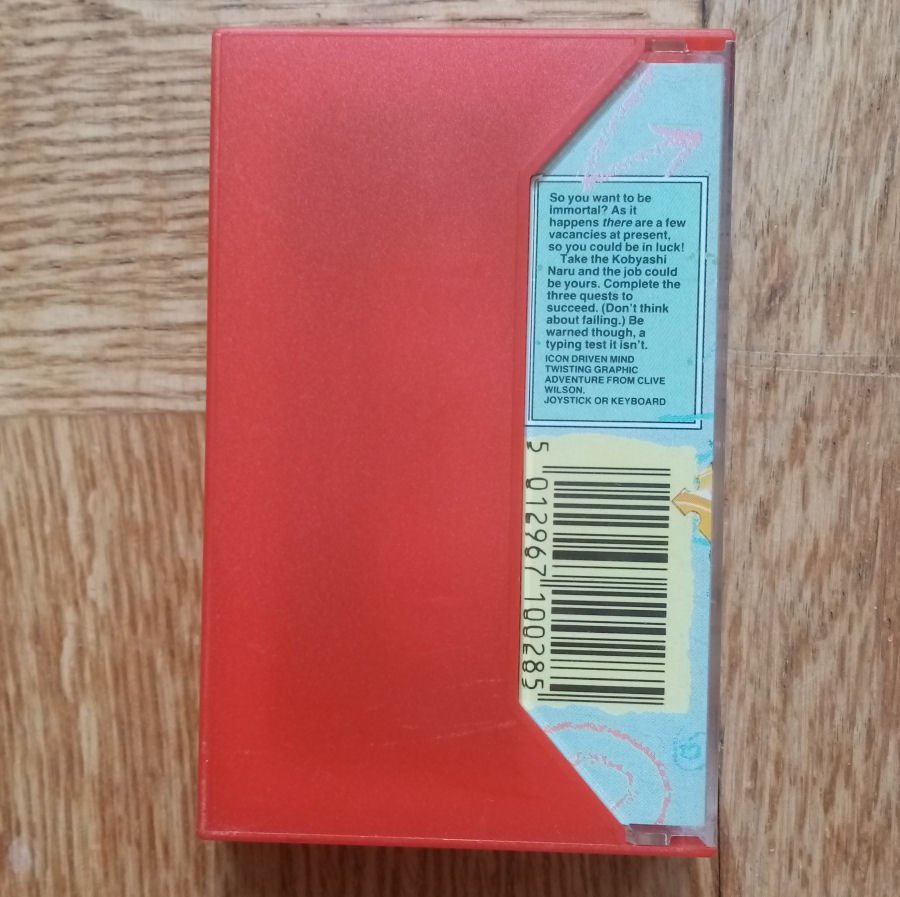 So you want to be
immortal? As it
happens there are a few
vacancies at present,
so you could be in luck!
Take the Kobyashi
Naru and the job could
be yours. Complete the
three quests to
succeed. (Don't think
about failing.) Be
warned though, a
typing test it isn't.
ICON DRIVEN MIND
TWISTING GRAPHIC
ADVENTURE FROM CLIVE
WILSON.
JOYSTICK OR KEYBOARD
5 012967 100285